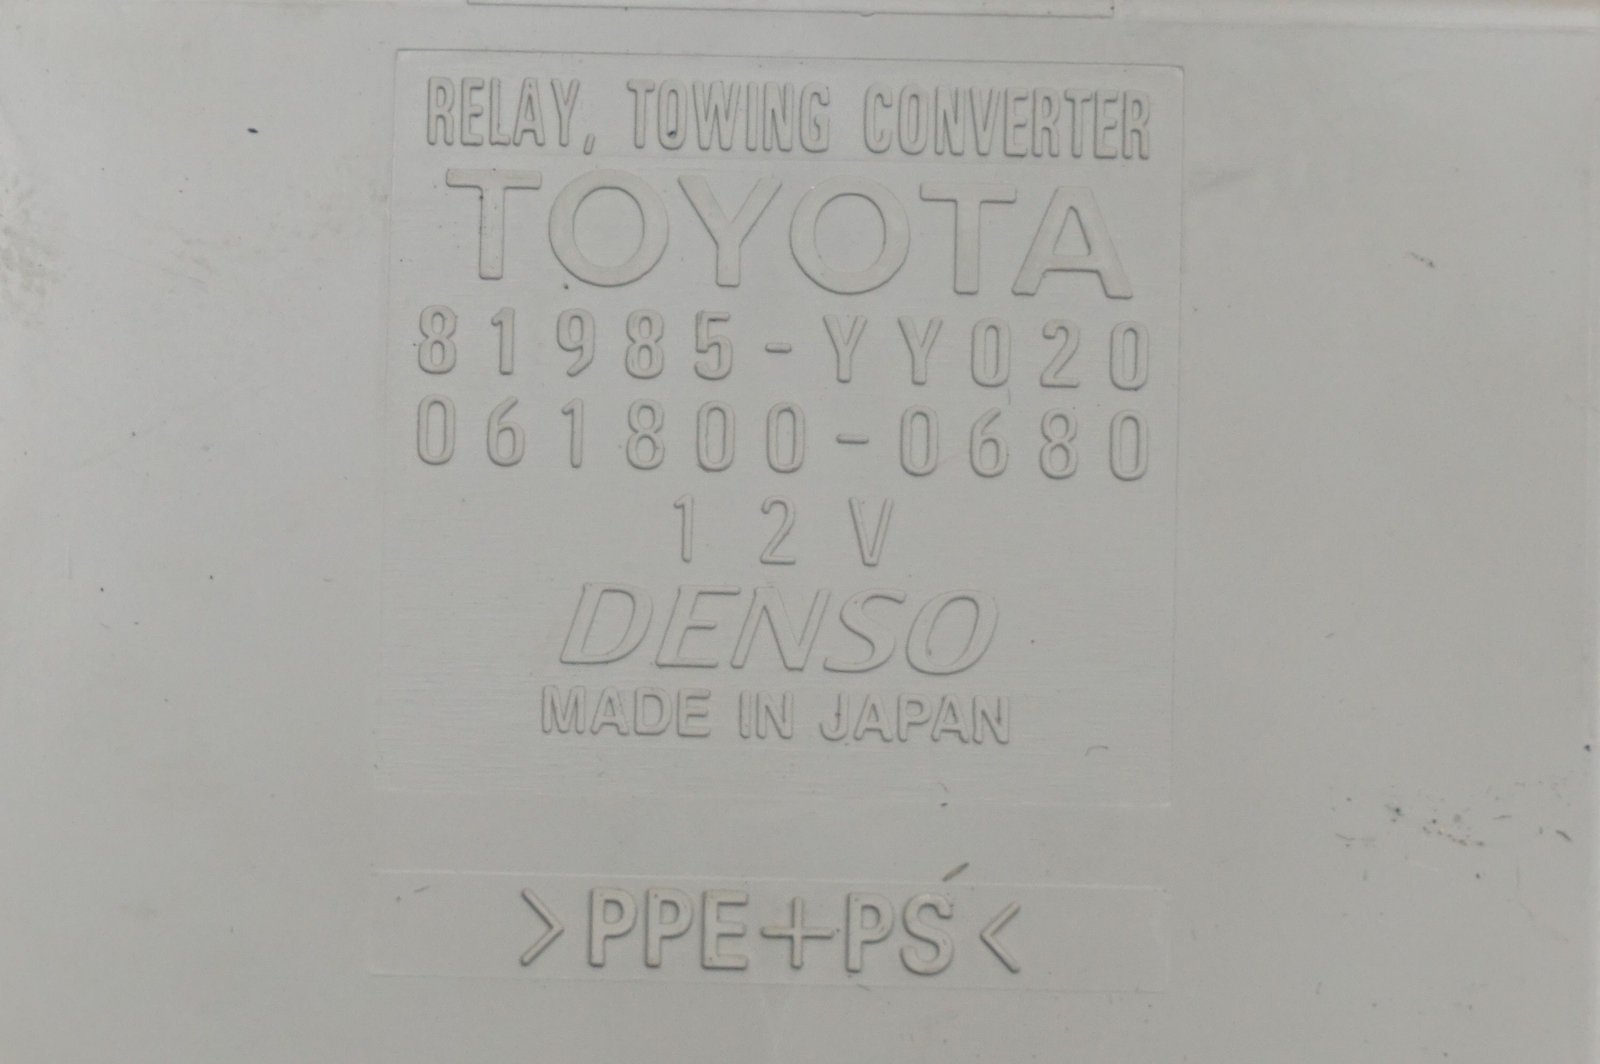 RELAY, TOWING CONVERTER
TOYOTA
81985-YY020
061800-0680
12V
DENSO
MADE IN JAPAN
>PPE+PS<